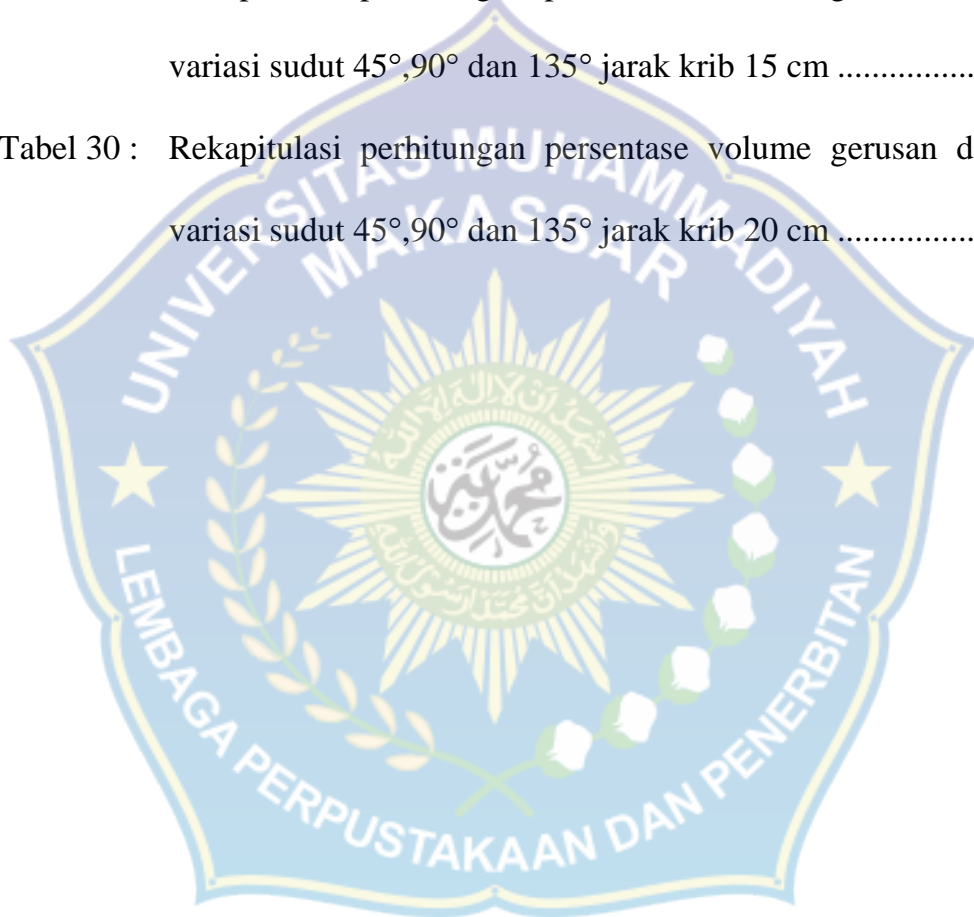 variasi sudut 45°,90° dan 135° jarak krib 15 cm ................
Tabel 30 : Rekapitulasi perhitungan persentase volume gerusan d
variasi sudut 45°,90° dan 135° jarak krib 20 cm ................
UNIVERSITAS MUHAMMADIYAH
MAKASSAR
LEMBAGA PERPUSTAKAAN DAN PENERBITAN